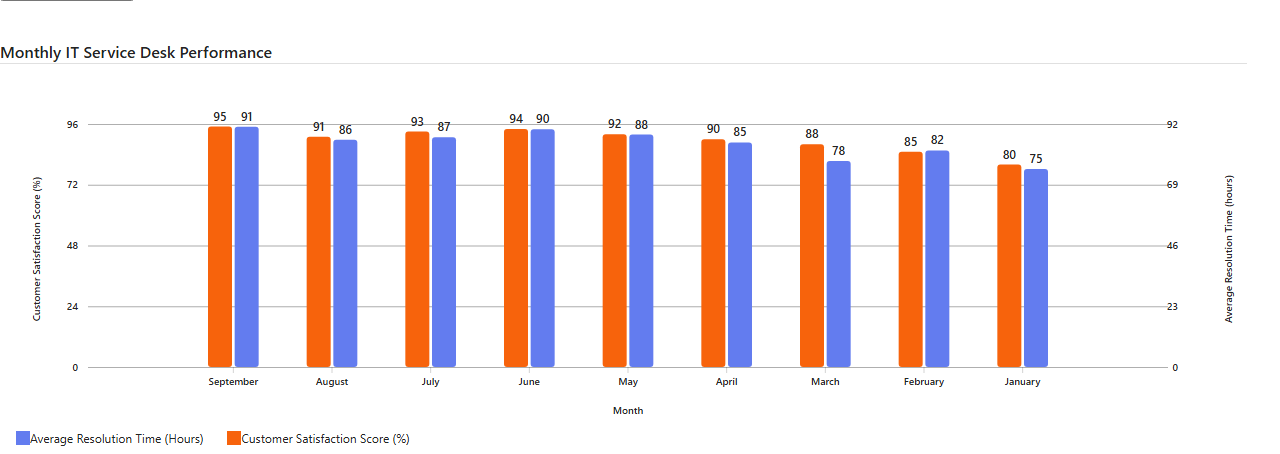 Monthly IT Service Desk Performance
95 91 91 86 93 87 94 90 92 88 90 85 88 78 85 82 80 75
96 92
72 69
48 46
24 23
0 0
Customer Satisfaction Score (%)
Average Resolution Time (hours)
September August July June May April March February January
Month
Average Resolution Time (Hours) Customer Satisfaction Score (%)